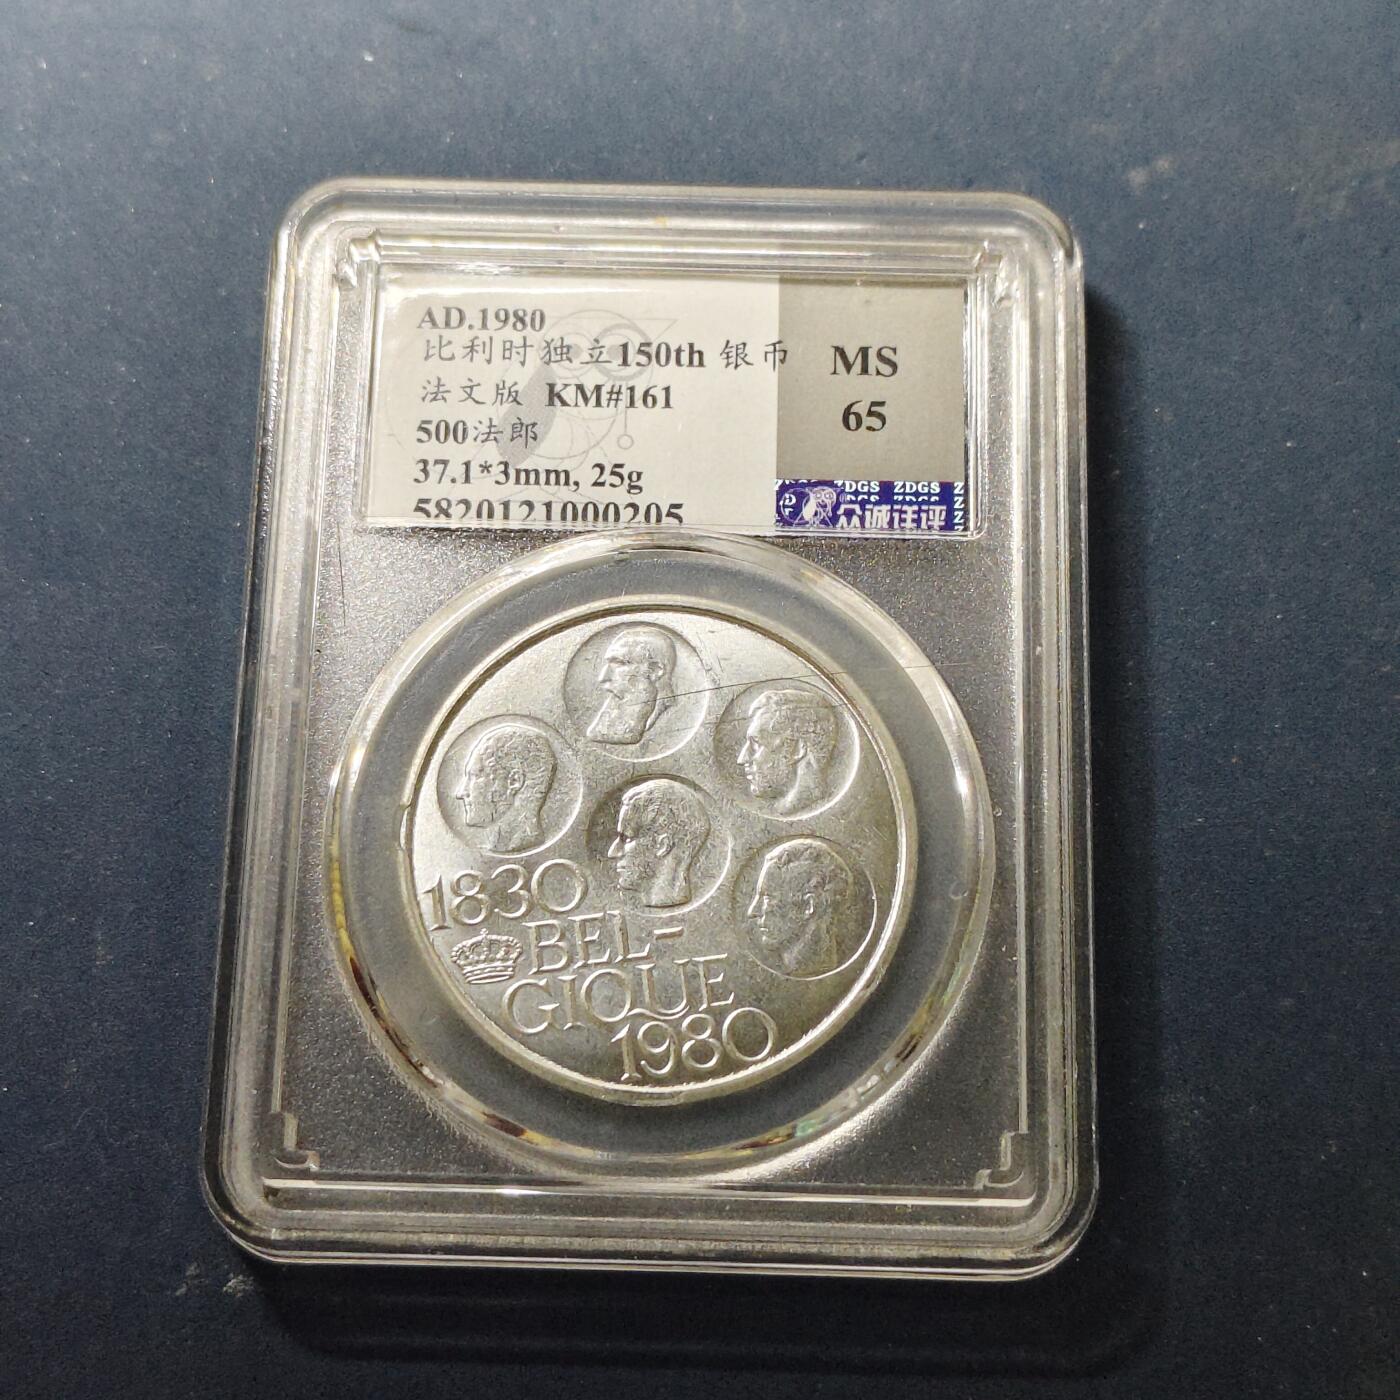 AD.1980
比利时独立150th 银币
法文版 KM#161
500法郎
37.1*3mm, 25g
5820121000205
MS
65
ZDGS ZDGS Z
众诚洋评
1830
BEL-
GIQUE
1980